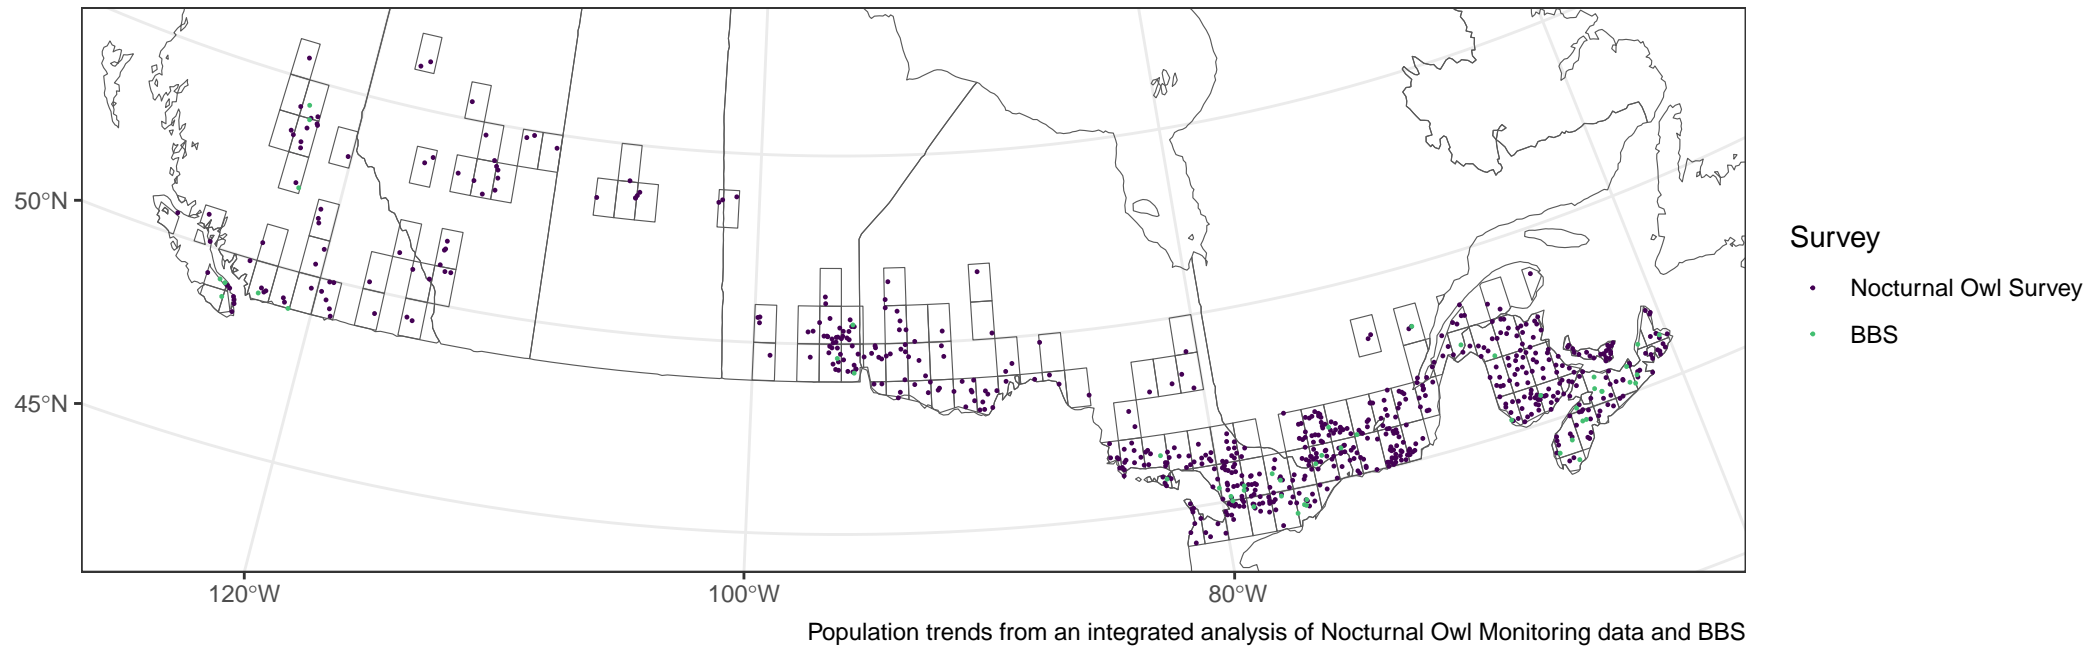 50°N
45°N
120°W
100°W
80°W
Survey
Nocturnal Owl Survey
BBS
Population trends from an integrated analysis of Nocturnal Owl Monitoring data and BBS